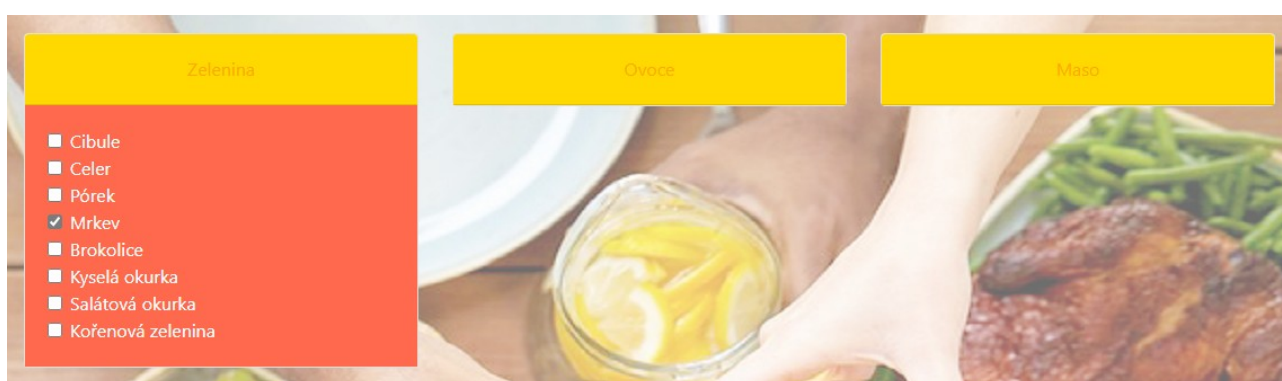 Zelenina
Ovoce
Maso
Cibule
Celer
Pórek
Mrkev
Brokolice
Kyselá okurka
Salátová okurka
Kořenová zelenina